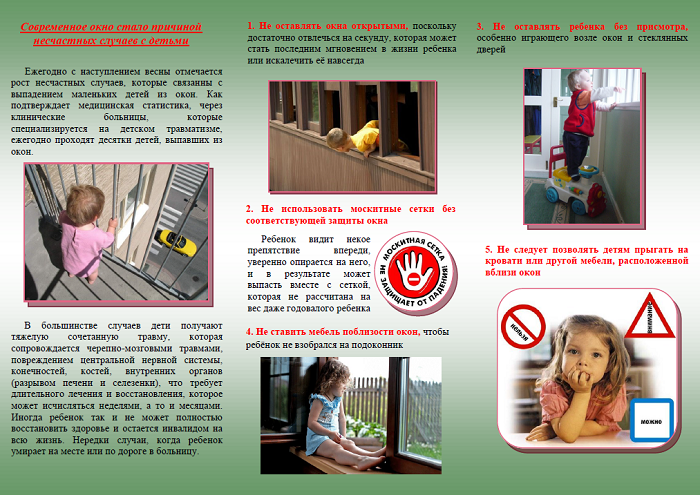 Современное окно стало причиной
несчастных случаев с детьми
Ежегодно с наступлением весны отмечается
рост несчастных случаев, которые связанны с
выпадением маленьких детей из окон. Как
подтверждает медицинская статистика, через
клинические больницы, которые
специализируется на детском травматизме,
ежегодно проходят десятки детей, выпавших из
окон.
В большинстве случаев дети получают
тяжелую сочетанную травму, которая
сопровождается черепно-мозговыми травмами,
повреждением центральной нервной системы,
конечностей, костей, внутренних органов
(разрывом печени и селезенки), что требует
длительного лечения и восстановления, которое
может исчисляться неделями, а то и месяцами.
Иногда ребенок так и не может полностью
восстановить здоровье и остается инвалидом на
всю жизнь. Нередки случаи, когда ребенок
умирает на месте или по дороге в больницу.
1. Не оставлять окна открытыми, поскольку
достаточно отвлечься на секунду, которая может
стать последним мгновением в жизни ребенка
или искалечить её навсегда
2. Не использовать москитные сетки без
соответствующей защиты окна
Ребенок видит некое
препятствие впереди,
уверенно опирается на него,
и в результате может
выпасть вместе с сеткой,
которая не рассчитана на
вес даже годовалого ребенка
МОСКИТНАЯ СЕТКА
НЕ ЗАЩИЩАЕТ ОТ ПАДЕНИЯ!
4. Не ставить мебель поблизости окон, чтобы
ребёнок не взобрался на подоконник
3. Не оставлять ребенка без присмотра,
особенно играющего возле окон и стеклянных
дверей
5. Не следует позволять детям прыгать на
кровати или другой мебели, расположенной
вблизи окон
нельзя
внимание
можно